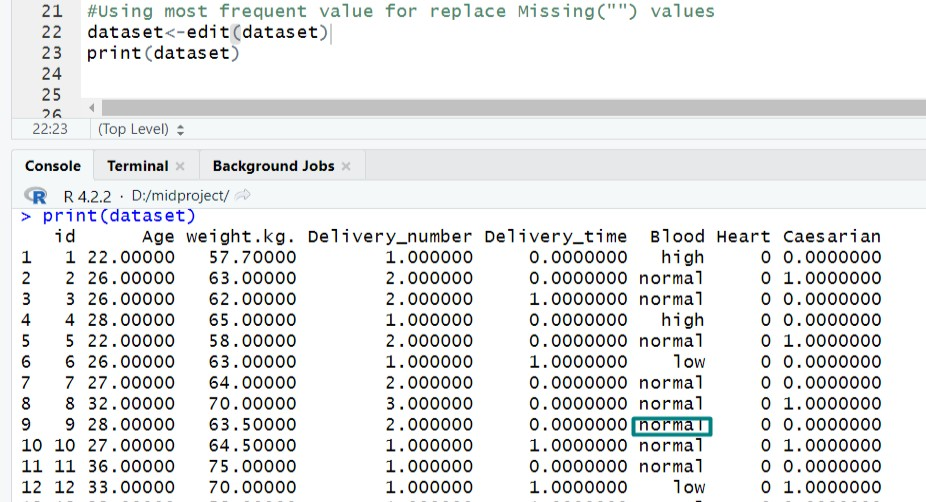 21 #Using most frequent value for replace Missing("") values
22 dataset<-edit(dataset)
23 print(dataset)
24
25
26
22:23 (Top Level)
Console Terminal Background Jobs
R R 4.2.2 · D:/midproject/
> print(dataset)
id Age weight.kg. Delivery_number Delivery_time Blood Heart Caesarian
1 1 22.00000 57.70000 1.000000 0.0000000 high 0 0.0000000
2 2 26.00000 63.00000 2.000000 0.0000000 normal 0 1.0000000
3 3 26.00000 62.00000 2.000000 1.0000000 normal 0 0.0000000
4 4 28.00000 65.00000 1.000000 0.0000000 high 0 0.0000000
5 5 22.00000 58.00000 2.000000 0.0000000 normal 0 1.0000000
6 6 26.00000 63.00000 1.000000 1.0000000 low 0 0.0000000
7 7 27.00000 64.00000 2.000000 0.0000000 normal 0 0.0000000
8 8 32.00000 70.00000 3.000000 0.0000000 normal 0 1.0000000
9 9 28.00000 63.50000 2.000000 0.0000000 normal 0 0.0000000
10 10 27.00000 64.50000 1.000000 1.0000000 normal 0 1.0000000
11 11 36.00000 75.00000 1.000000 0.0000000 normal 0 0.0000000
12 12 33.00000 70.00000 1.000000 1.0000000 low 0 1.0000000